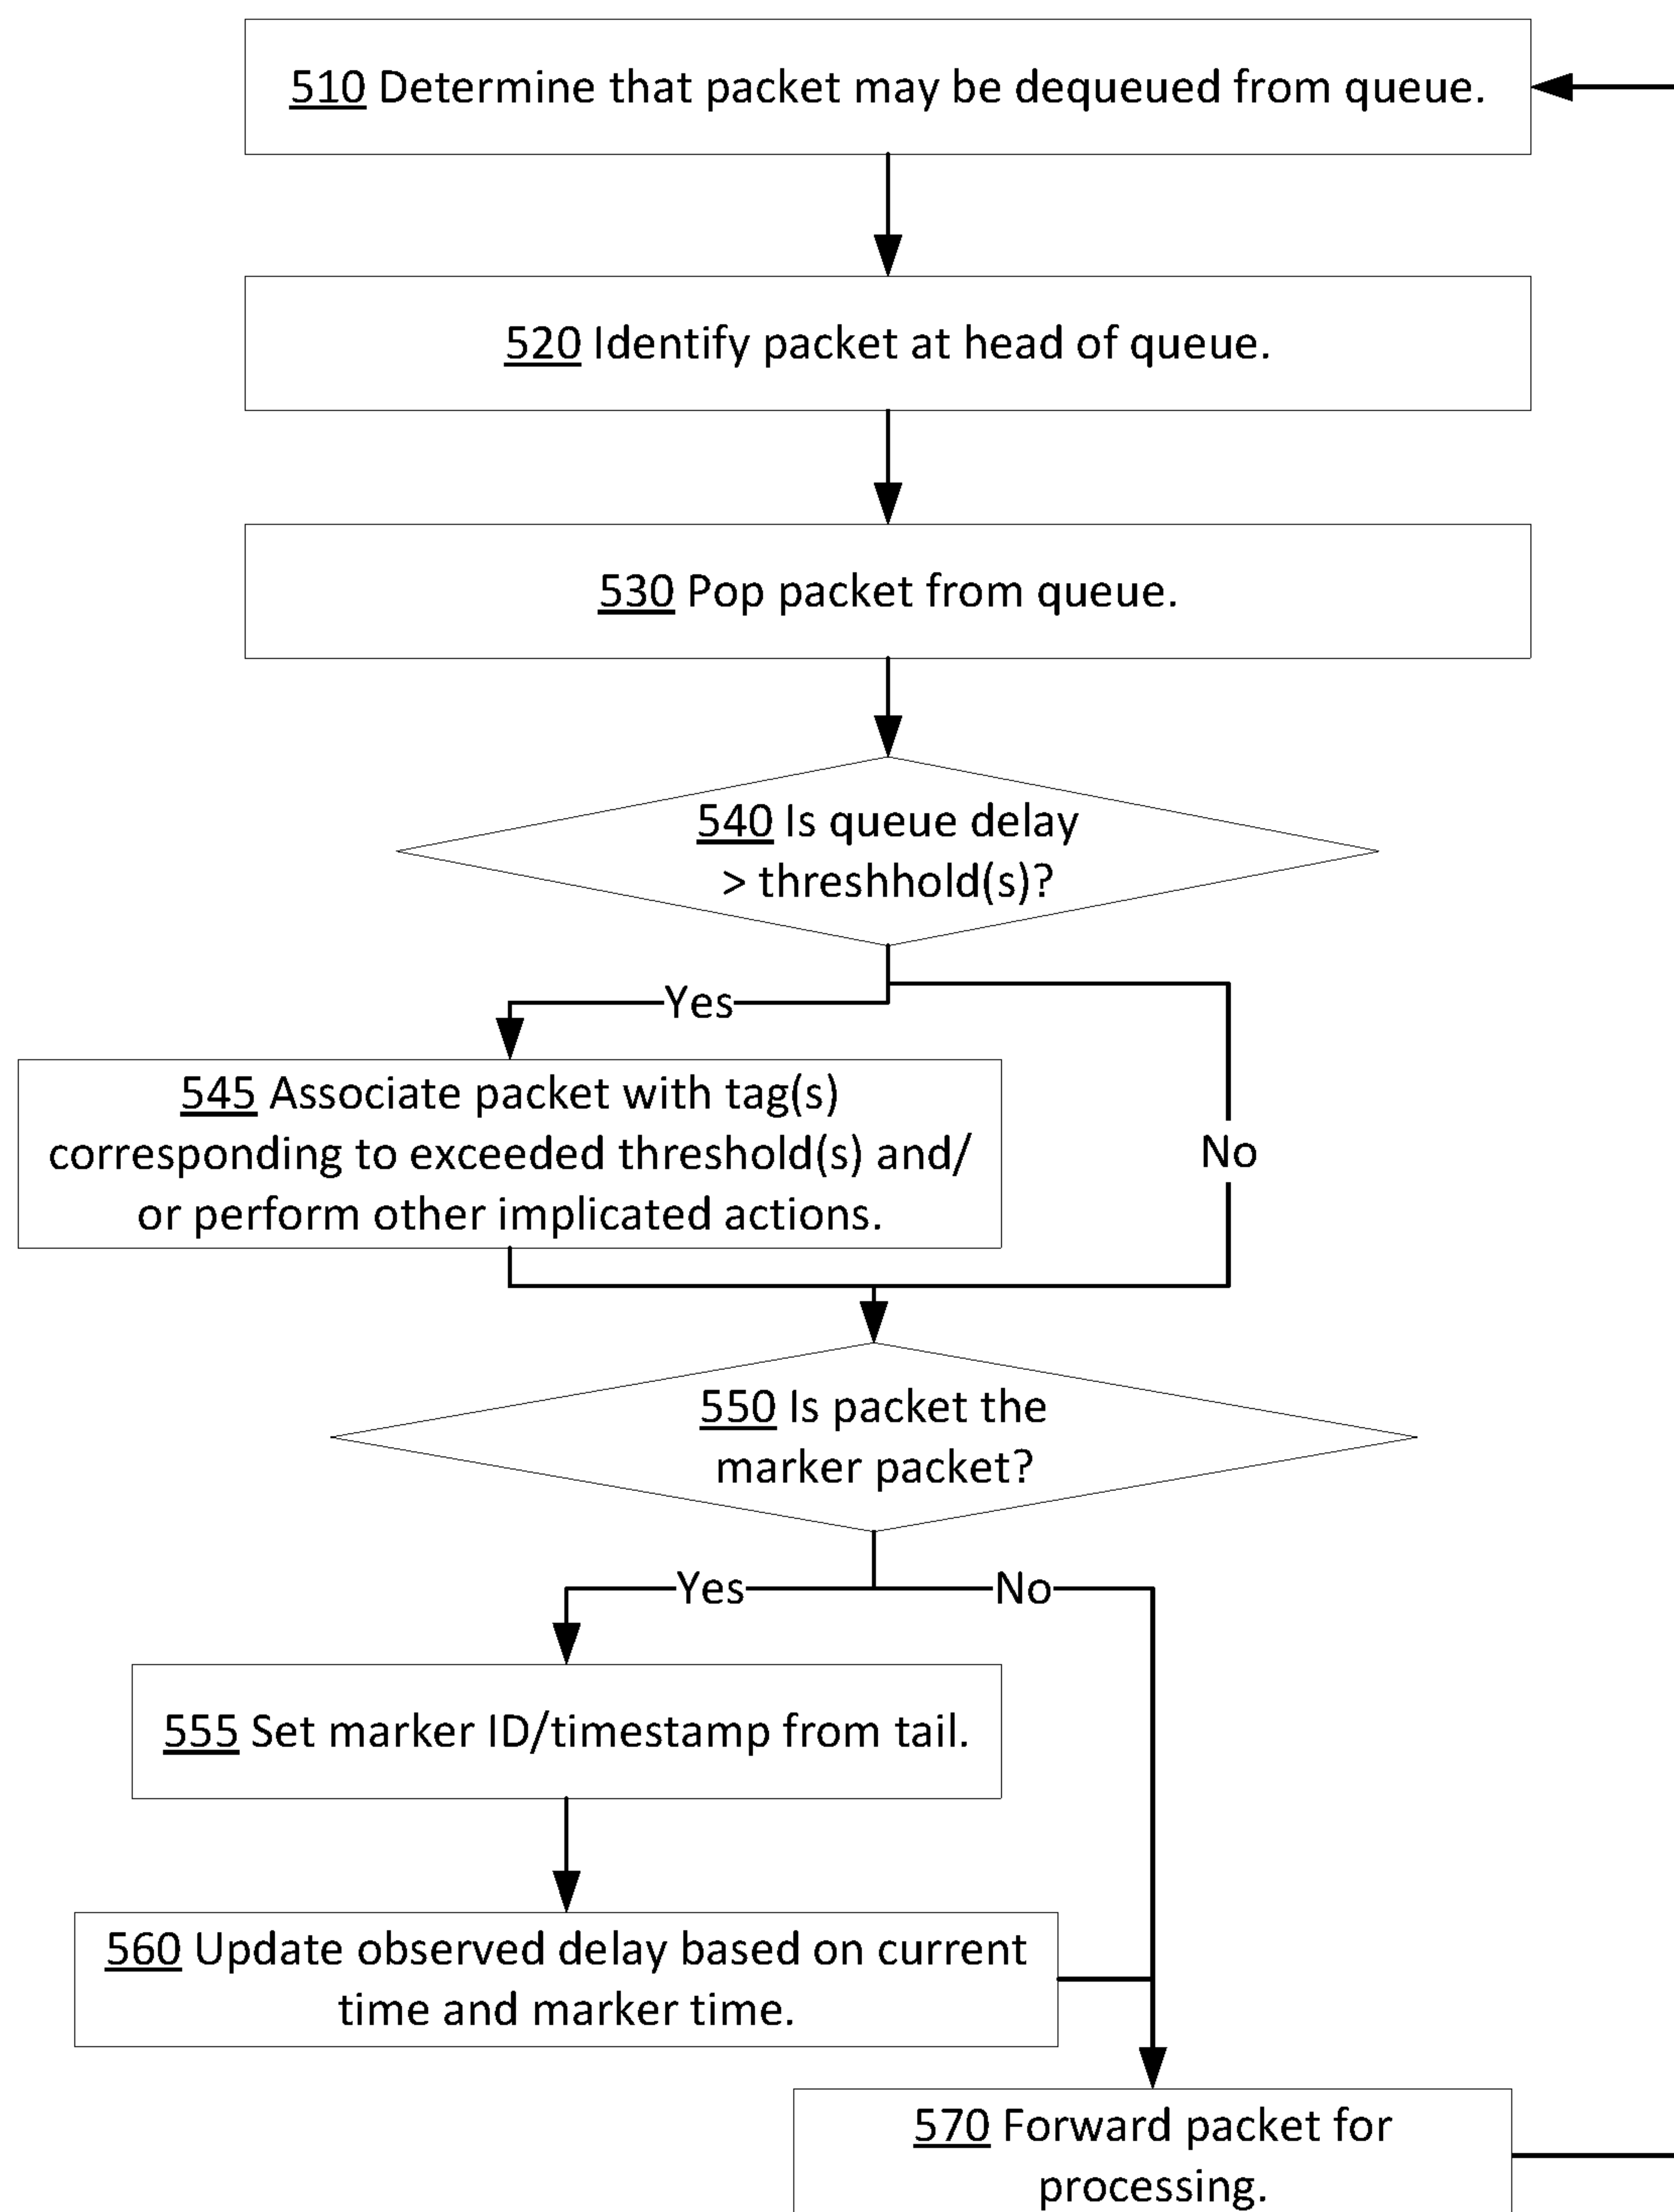 510 Determine that packet may be dequeued from queue.
520 Identify packet at head of queue.
530 Pop packet from queue.
540 Is queue delay
> threshhold(s)?
Yes
545 Associate packet with tag(s)
corresponding to exceeded threshold(s) and/
or perform other implicated actions.
No
550 Is packet the
marker packet?
Yes
No
555 Set marker ID/timestamp from tail.
560 Update observed delay based on current
time and marker time.
570 Forward packet for
processing.